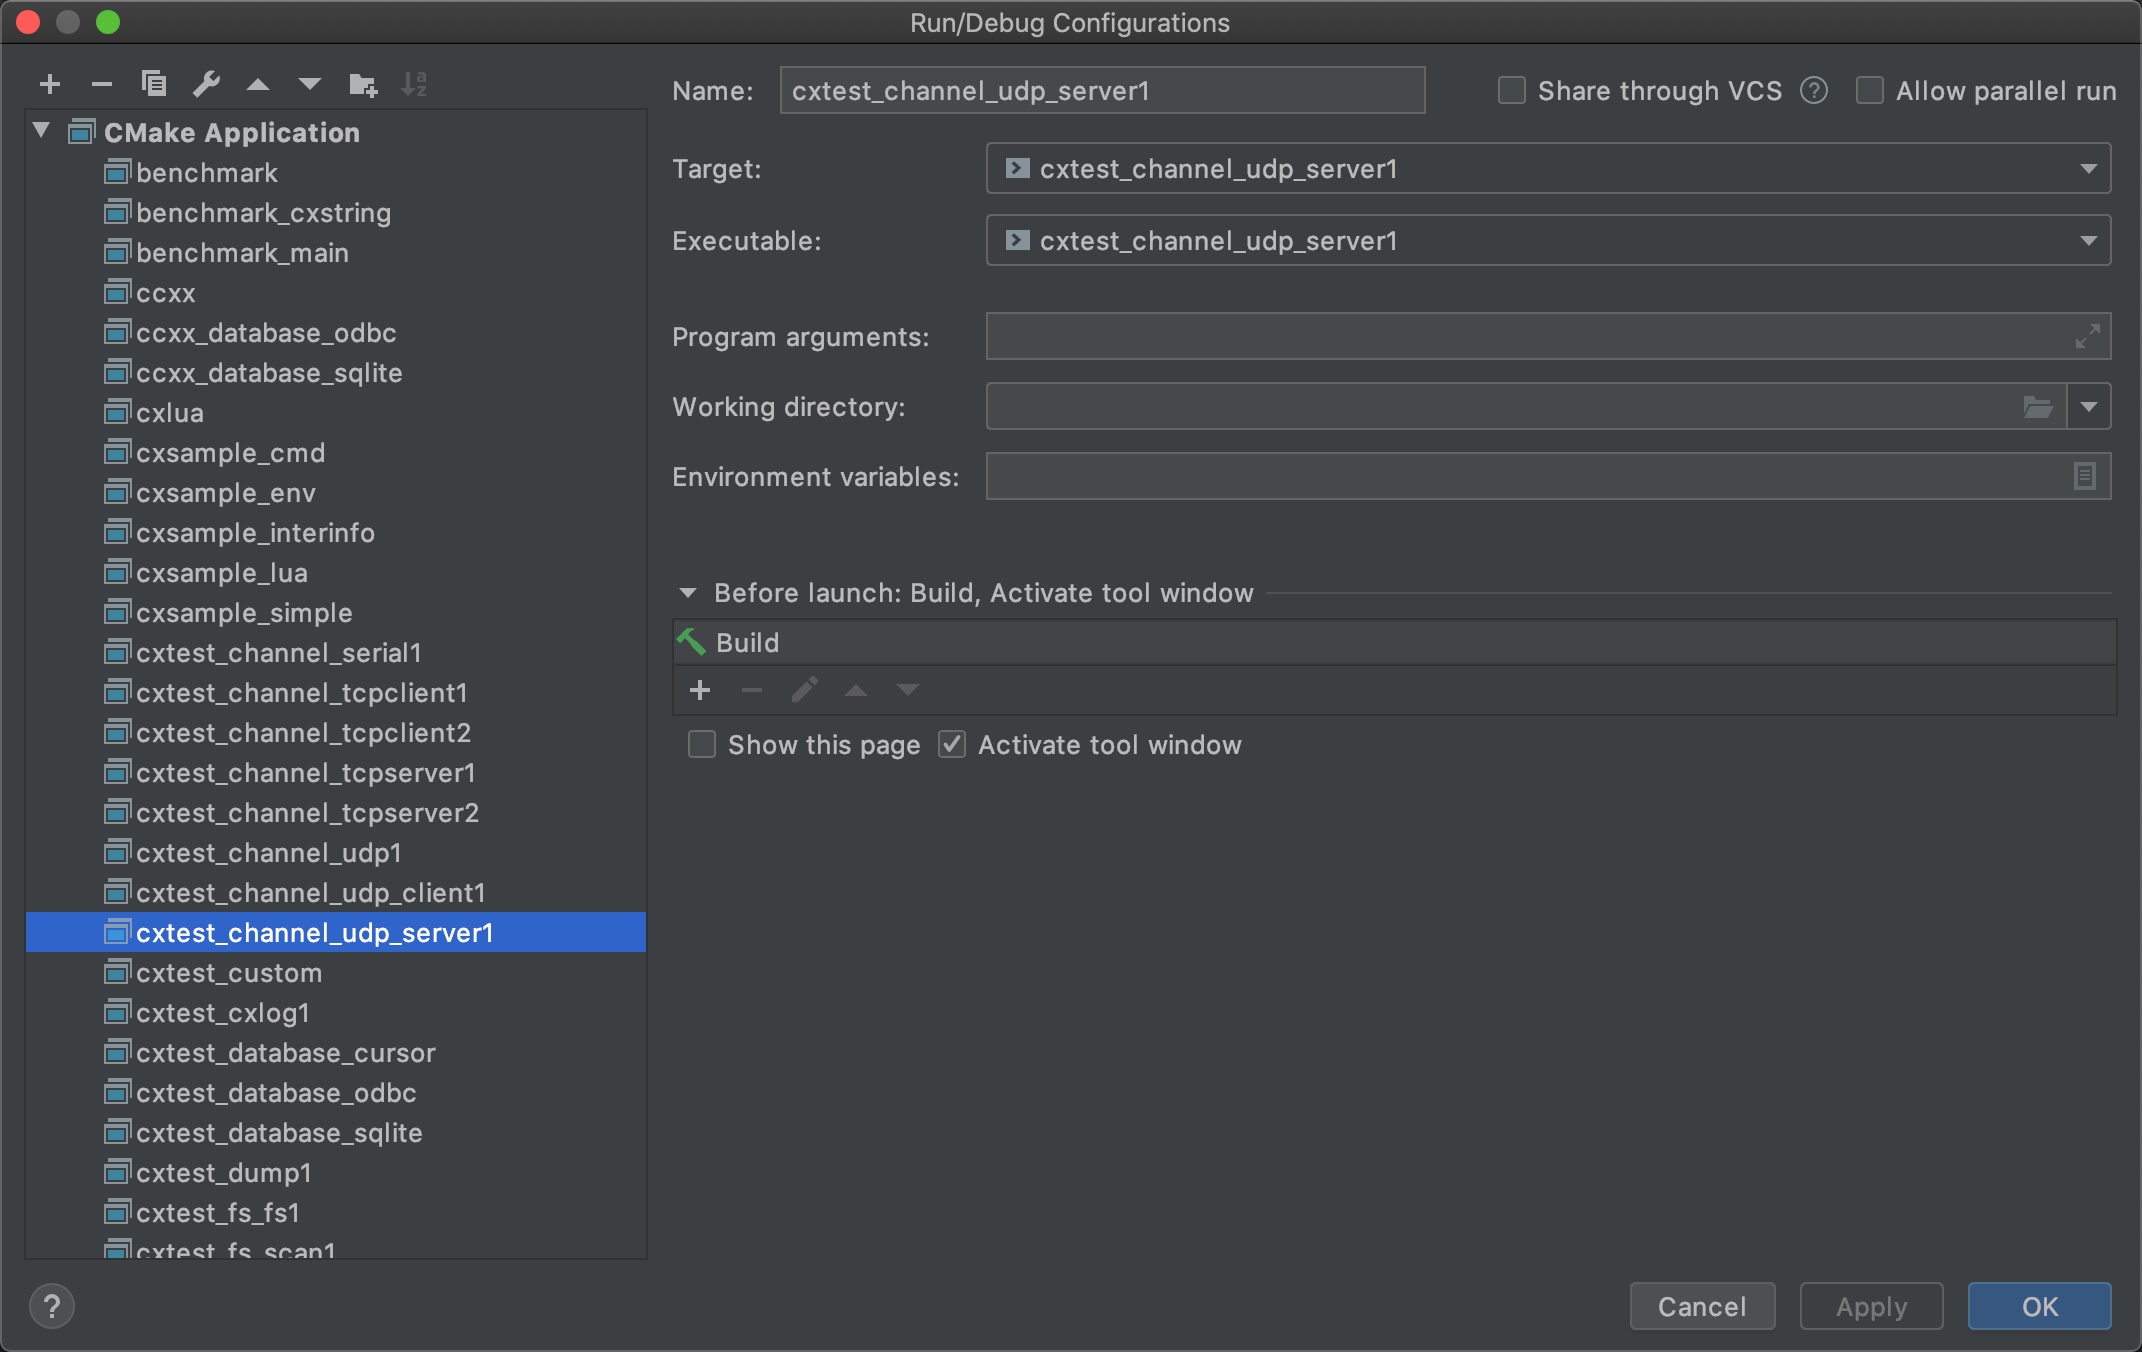 Run/Debug Configurations
Name: cxtest_channel_udp_server1 Share through VCS ? Allow parallel run
CMake Application
benchmark
benchmark_cxstring
benchmark_main
ccxx
ccxx_database_odbc
ccxx_database_sqlite
cxlua
cxsample_cmd
cxsample_env
cxsample_interinfo
cxsample_lua
cxsample_simple
cxtest_channel_serial1
cxtest_channel_tcpclient1
cxtest_channel_tcpclient2
cxtest_channel_tcpserver1
cxtest_channel_tcpserver2
cxtest_channel_udp1
cxtest_channel_udp_client1
cxtest_channel_udp_server1
cxtest_custom
cxtest_cxlog1
cxtest_database_cursor
cxtest_database_odbc
cxtest_database_sqlite
cxtest_dump1
cxtest_fs_fs1
cxtest_fs_scan1
Target: cxtest_channel_udp_server1
Executable: cxtest_channel_udp_server1
Program arguments:
Working directory:
Environment variables:
Before launch: Build, Activate tool window
Build
Show this page Activate tool window
? Cancel Apply OK